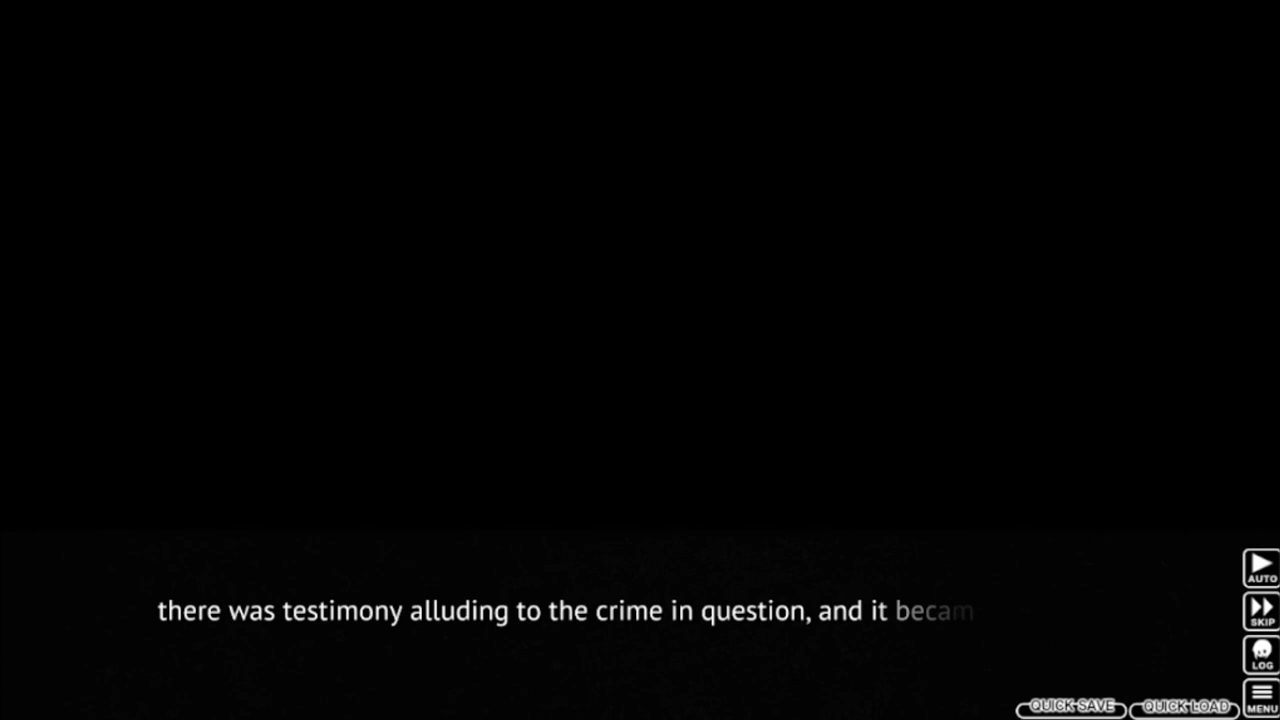 there was testimony alluding to the crime in question, and it becam
AUTO
SKIP
LOG
MENU
QUICK SAVE
QUICK LOAD